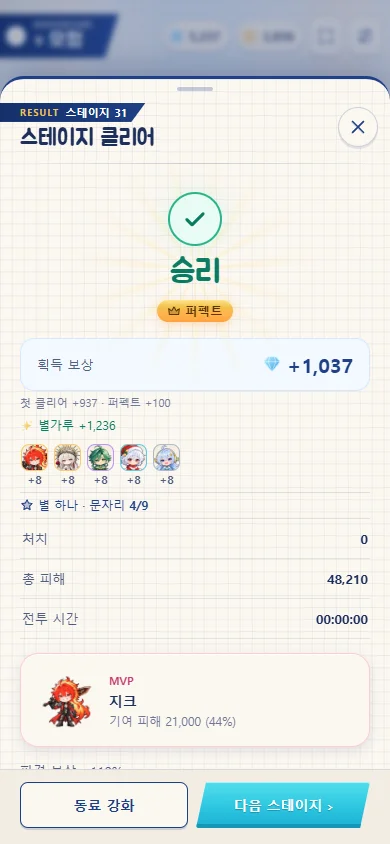 RESULT 스테이지 31
스테이지 클리어
승리
퍼펙트
획득 보상 +1,037
첫 클리어 +937 · 퍼펙트 +100
별가루 +1,236
+8 +8 +8 +8 +8
별 하나 · 문자리 4/9
처치 0
총 피해 48,210
전투 시간 00:00:00
MVP
지크
기여 피해 21,000 (44%)
동료 강화
다음 스테이지 ›